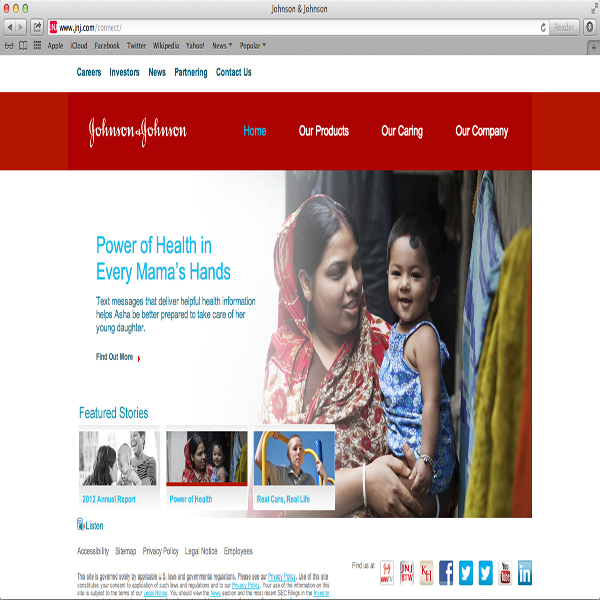 Johnson & Johnson
www.jnj.com/connect/
Reader
Apple iCloud Facebook Twitter Wikipedia Yahoo! News Popular
Careers Investors News Partnering Contact Us
Johnson & Johnson
Home Our Products Our Caring Our Company
Power of Health in
Every Mama's Hands
Text messages that deliver helpful health information
helps Asha be better prepared to take care of her
young daughter.
Find Out More
Featured Stories
2012 Annual Report Power of Health Real Care, Real Life
Listen
Accessibility Sitemap Privacy Policy Legal Notice Employees
Find us at
JNJ
BTW
KH
You
Tube
in
This site is governed solely by applicable U.S. laws and governmental regulations. Please see our Privacy Policy. Use of this site
constitutes your consent to application of such laws and regulations and to our Privacy Policy. Your use of the information on this
site is subject to the terms of our Legal Notice. You should view the News section and the most recent SEC Filings in the Investor